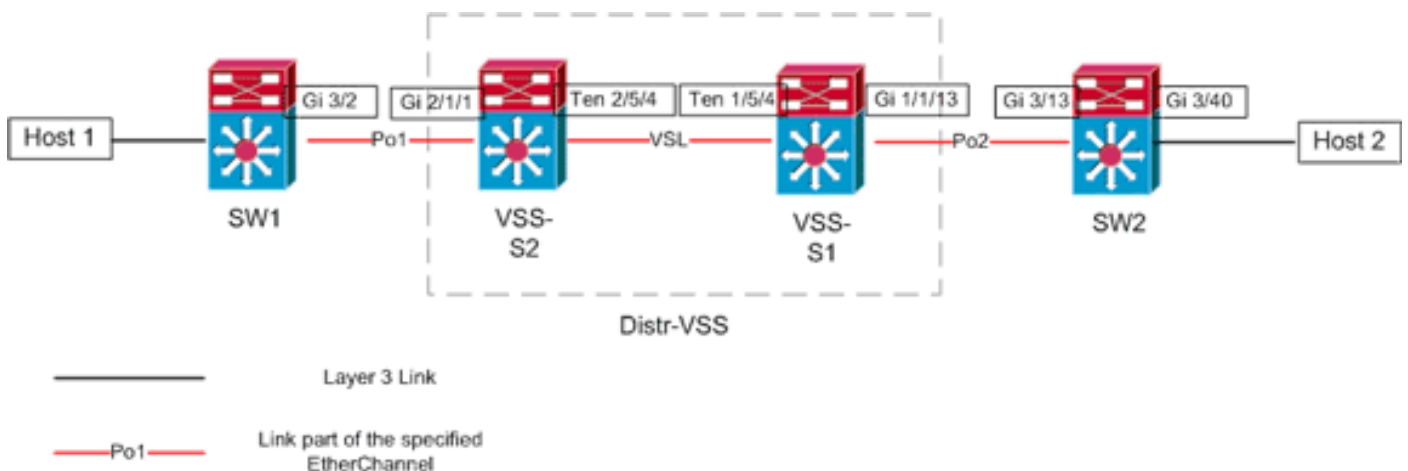 Gi 3/2
Gi 2/1/1
Ten 2/5/4
Ten 1/5/4
Gi 1/1/13
Gi 3/13
Gi 3/40
Host 1
Po1
VSL
Po2
Host 2
SW1
VSS-
S2
VSS-
S1
SW2
Distr-VSS
Layer 3 Link
Po1
Link part of the specified
EtherChannel